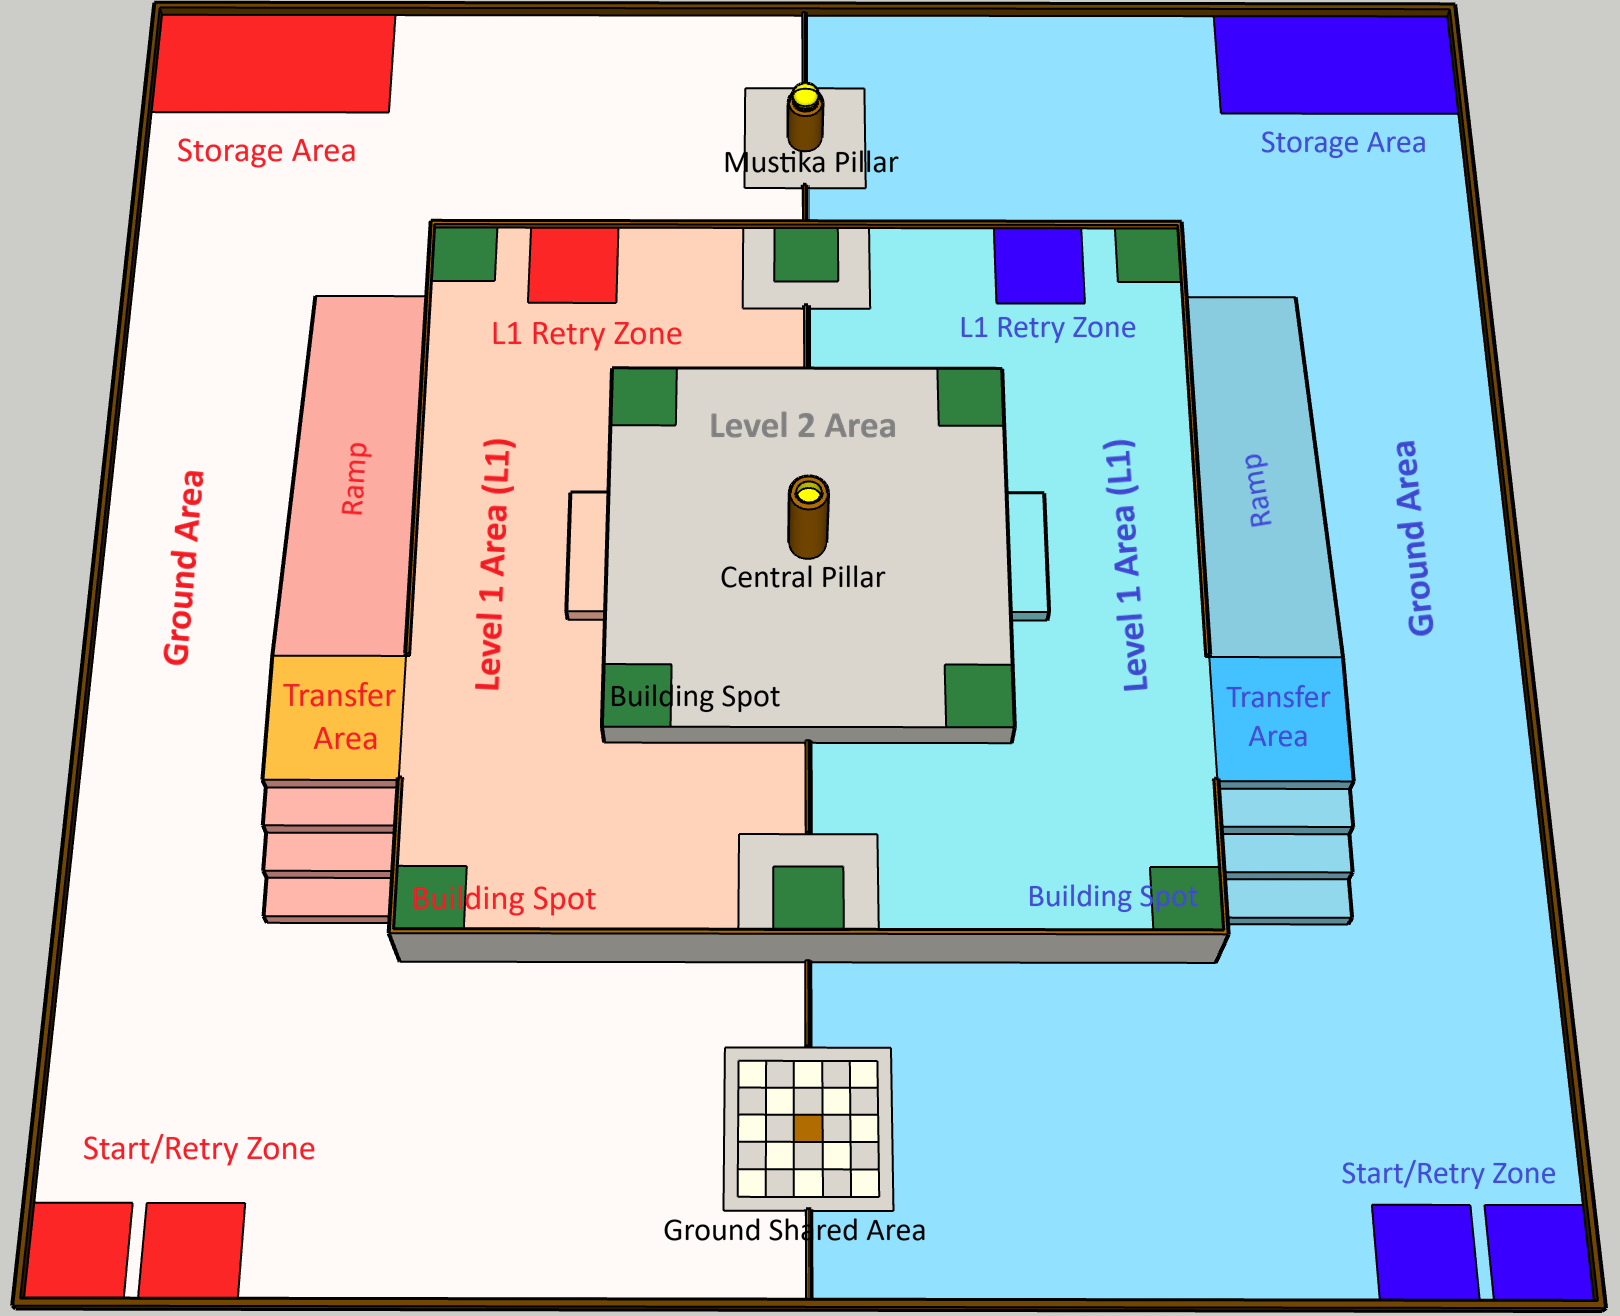 Storage Area
Mustika Pillar
Storage Area
L1 Retry Zone
L1 Retry Zone
Level 2 Area
Ramp
Level 1 Area (L1)
Level 1 Area (L1)
Ramp
Ground Area
Ground Area
Central Pillar
Transfer
Area
Building Spot
Transfer
Area
Building Spot
Building Spot
Start/Retry Zone
Start/Retry Zone
Ground Shared Area